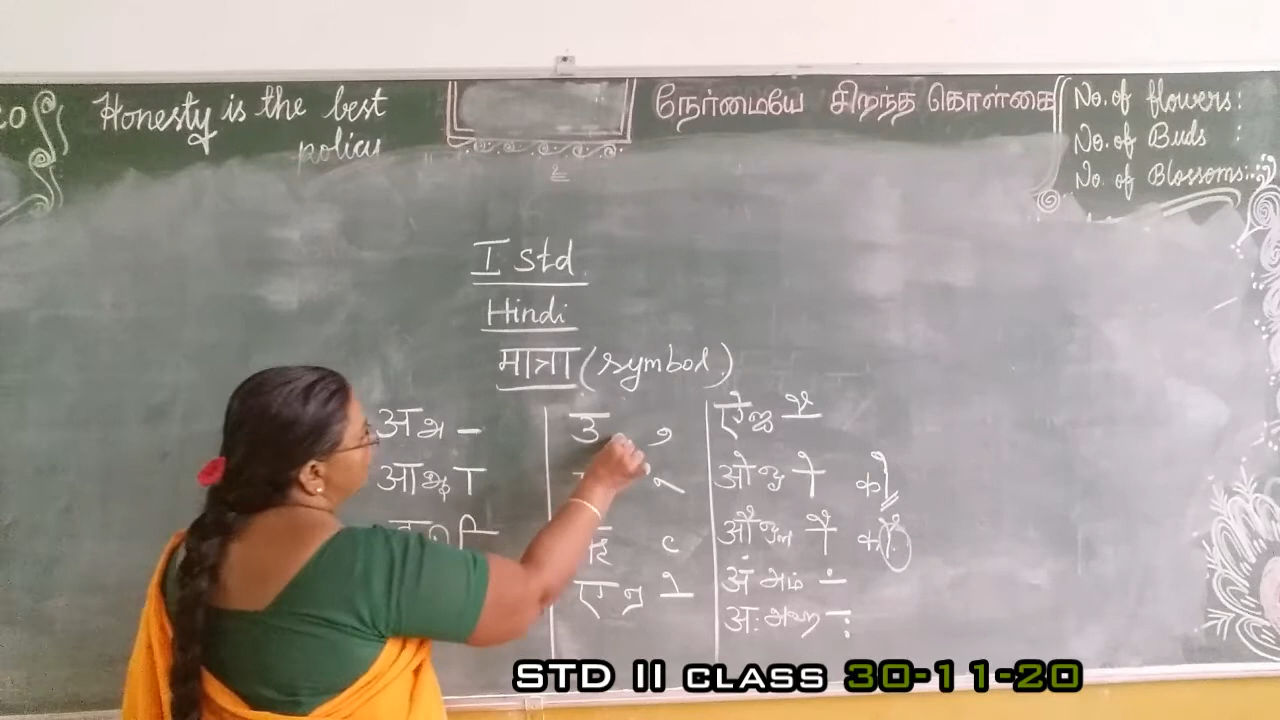 Honesty is the best
policy
நேர்மையே சிறந்த கொள்கை
No. of flowers:
No. of Buds :
No. of Blossoms:
I std.
Hindi
मात्रा (symbol)
अ அ –
आ ஆ ा
उ ु
ए எ े
ऐ ஐ ै
ओ ஓ ो को
औ ஔ ौ कौ
अं அம் ं
अः அஹ ः
STD II CLASS 30-11-20